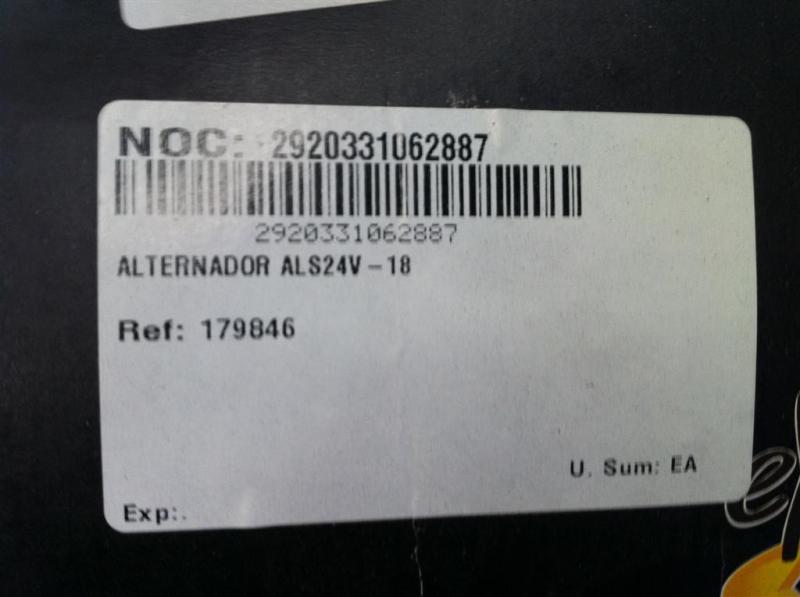 NOC: 2920331062887
2920331062887
ALTERNADOR ALS24V-18
Ref: 179846
U. Sum: EA
Exp:.